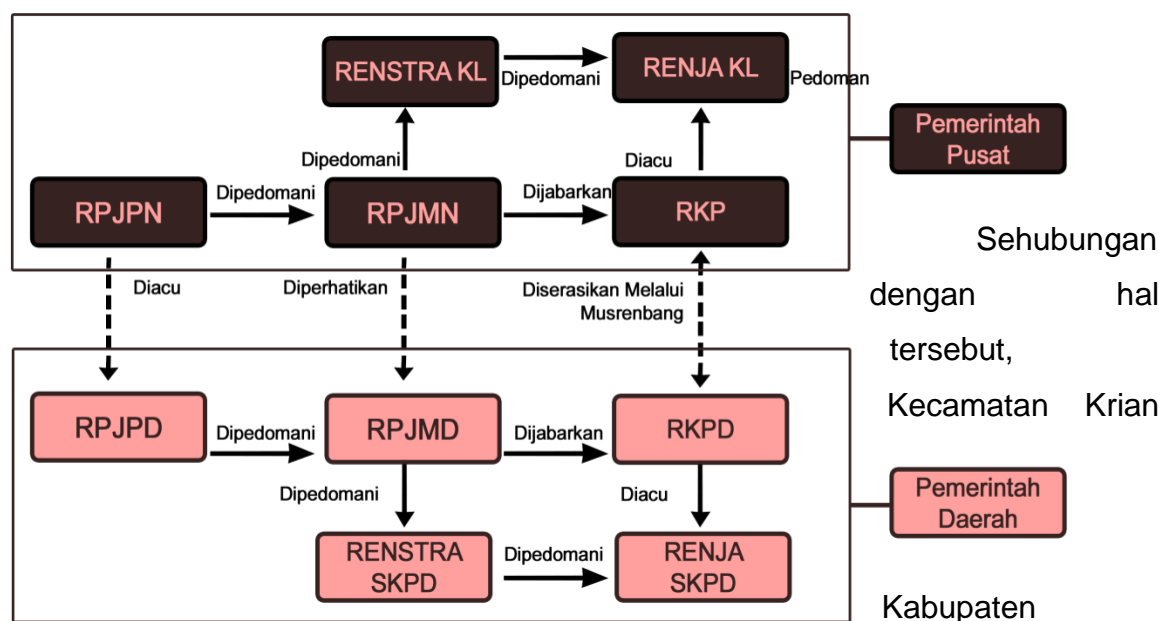 RENSTRA KL
Dipedomani
RENJA KL
Pedoman
Pemerintah
Pusat
Dipedomani
Diacu
RPJPN
Dipedomani
RPJMN
Dijabarkan
RKP
Diacu
Diperhatikan
Diserasikan Melalui
Musrenbang
Sehubungan
dengan hal
tersebut,
Kecamatan Krian
RPJPD
Dipedomani
RPJMD
Dijabarkan
RKPD
Dipedomani
Diacu
Pemerintah
Daerah
RENSTRA
SKPD
Dipedomani
RENJA
SKPD
Kabupaten